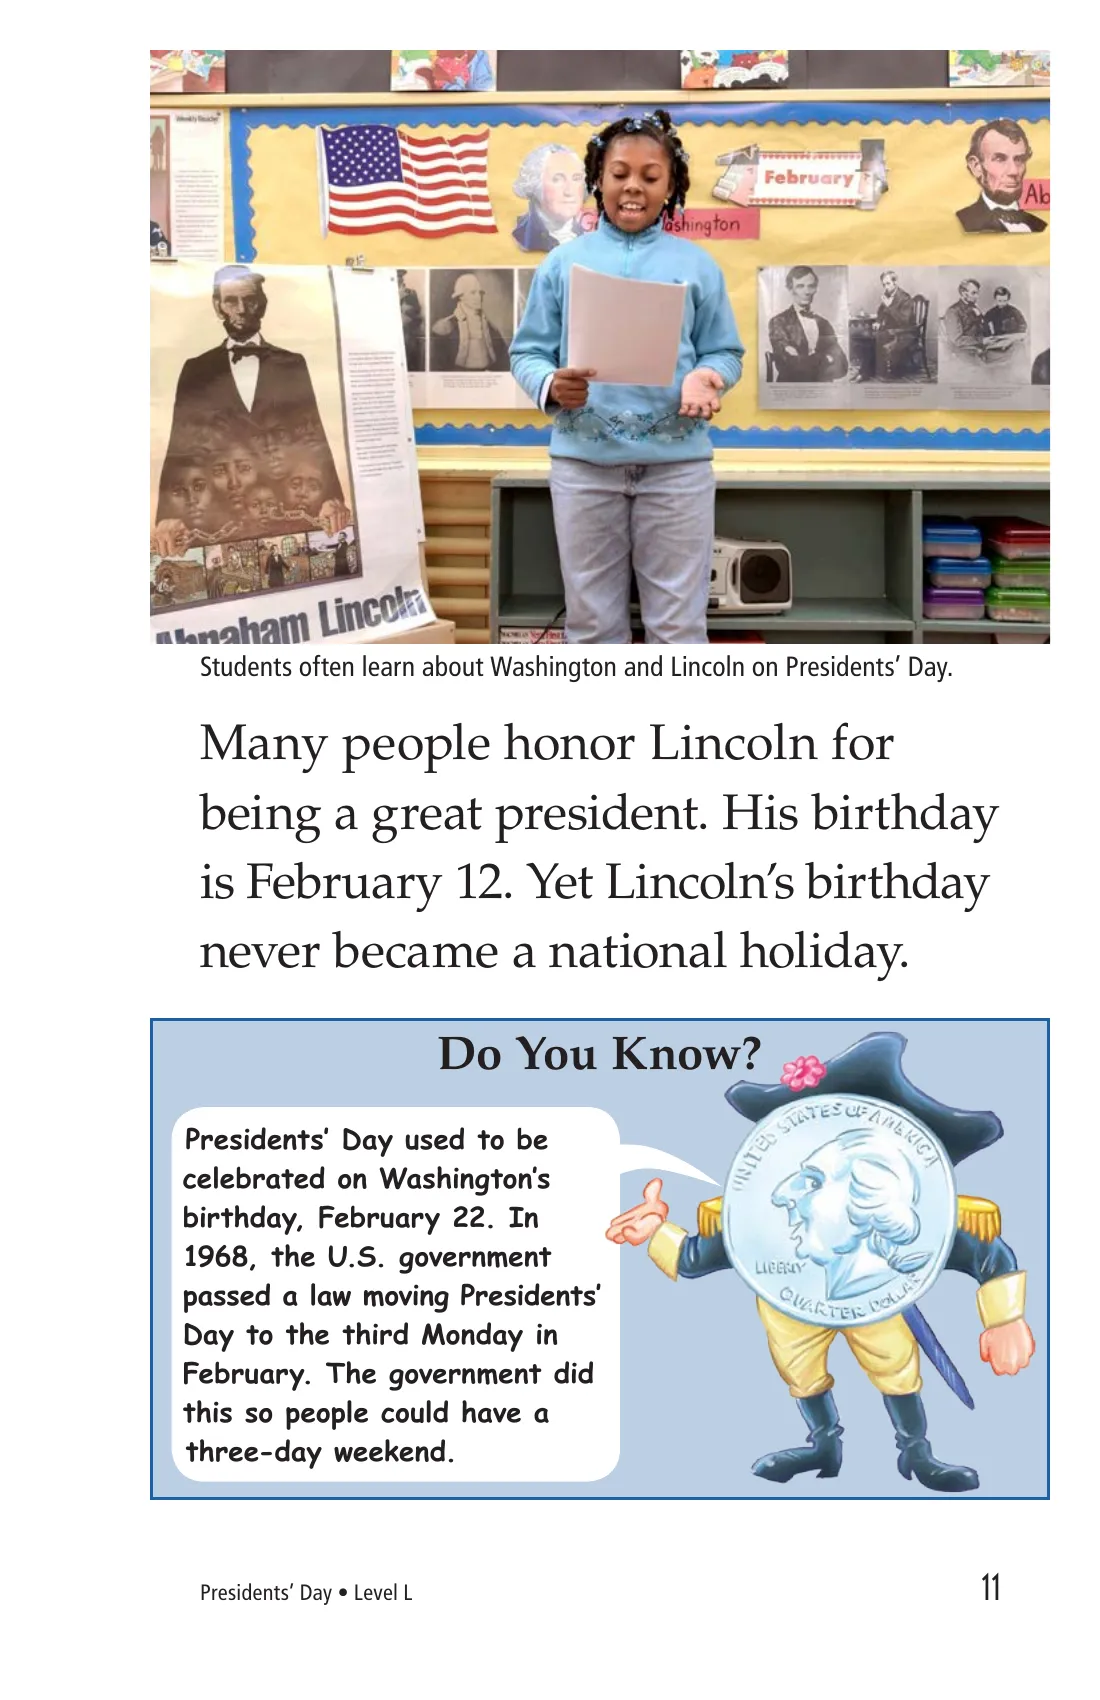 Weekly Reader
February
Washington
Ab
Abraham Lincoln
Students often learn about Washington and Lincoln on Presidents’ Day.
Many people honor Lincoln for
being a great president. His birthday
is February 12. Yet Lincoln’s birthday
never became a national holiday.
Do You Know?
Presidents’ Day used to be
celebrated on Washington’s
birthday, February 22. In
1968, the U.S. government
passed a law moving Presidents’
Day to the third Monday in
February. The government did
this so people could have a
three-day weekend.
UNITED STATES OF AMERICA
LIBERTY
QUARTER DOLLAR
Presidents’ Day • Level L
11